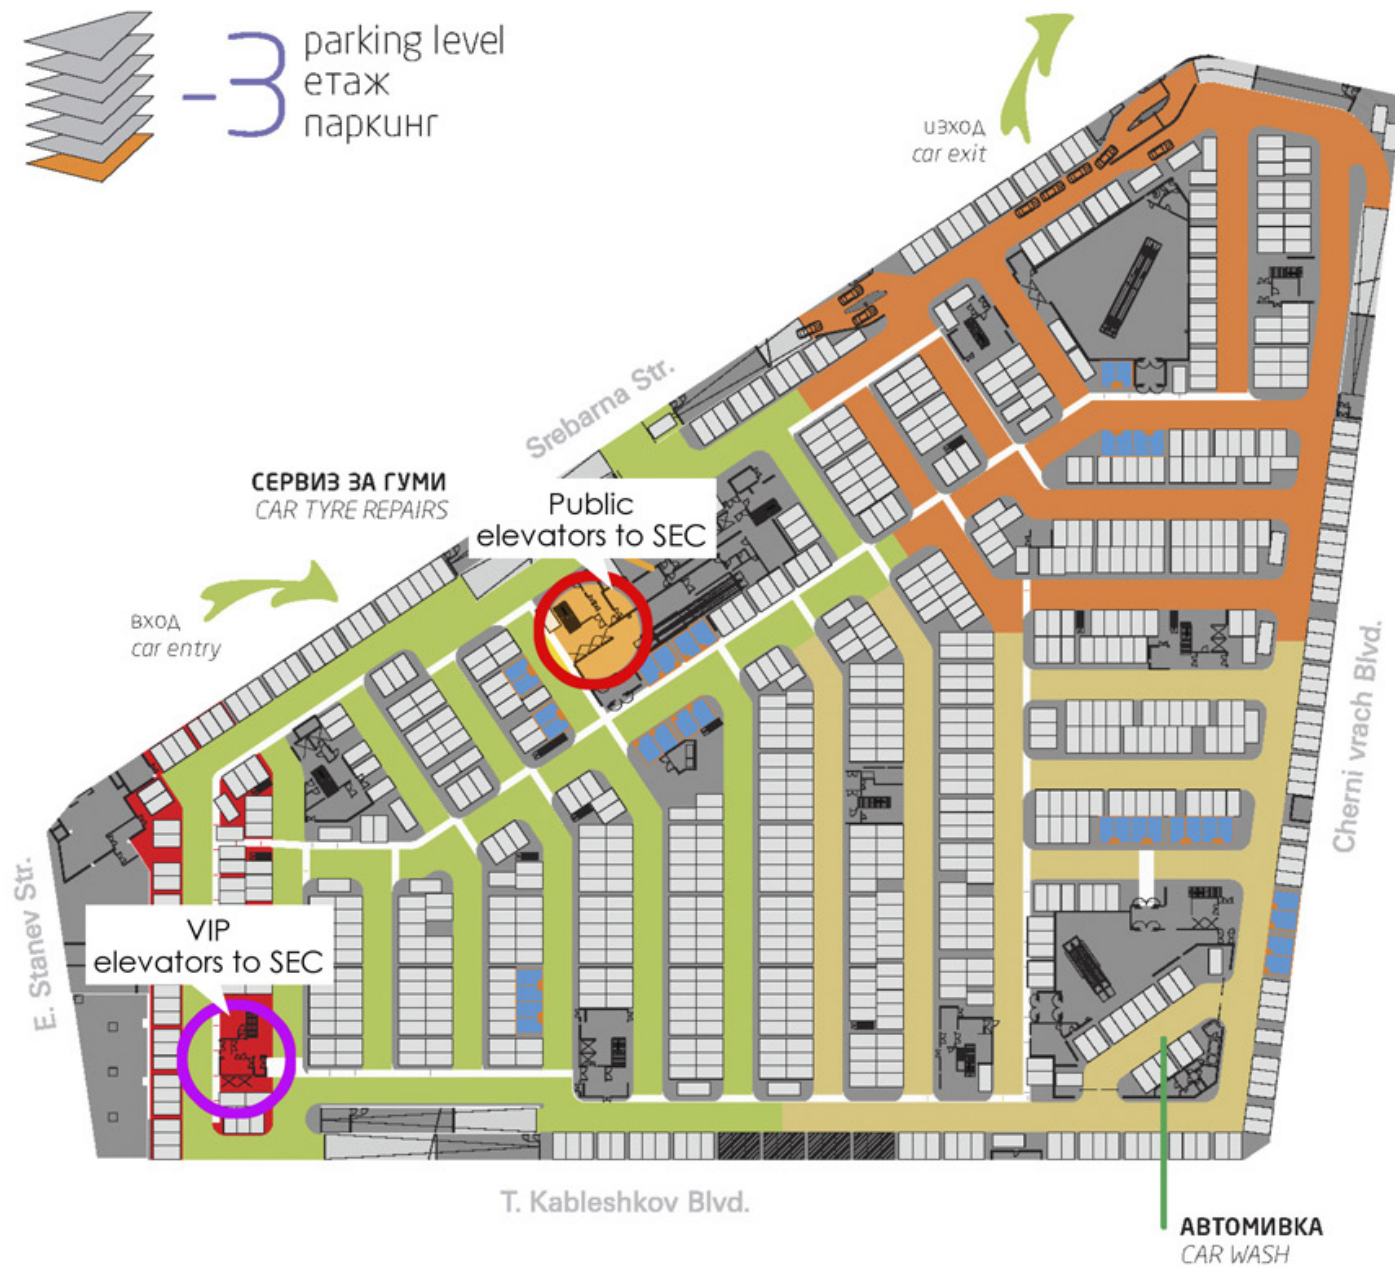 -3
parking level
етаж
паркинг
изход
car exit
Srebarna Str.
СЕРВИЗ ЗА ГУМИ
CAR TYRE REPAIRS
Public
elevators to SEC
вход
car entry
Cherni vrach Blvd.
E. Stanev Str.
VIP
elevators to SEC
T. Kableshkov Blvd.
АВТОМИВКА
CAR WASH